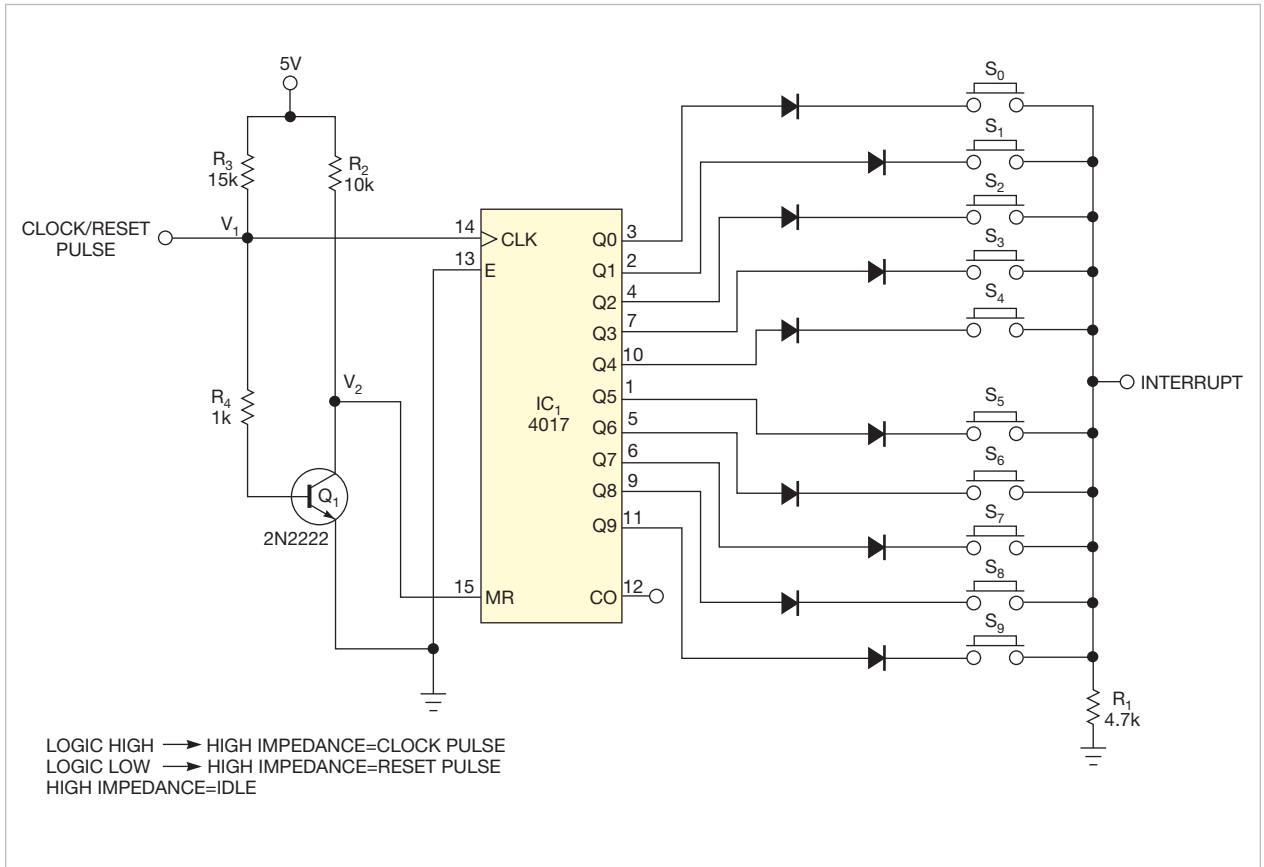 5V
R3
15k
R2
10k
CLOCK/RESET
PULSE
V1
14
CLK
13
E
R4
1k
V2
Q1
2N2222
15
MR
IC1
4017
Q0
3
Q1
2
Q2
4
Q3
7
Q4
10
Q5
1
Q6
5
Q7
6
Q8
9
Q9
11
CO
12
S0
S1
S2
S3
S4
INTERRUPT
S5
S6
S7
S8
S9
R1
4.7k
LOGIC HIGH → HIGH IMPEDANCE=CLOCK PULSE
LOGIC LOW → HIGH IMPEDANCE=RESET PULSE
HIGH IMPEDANCE=IDLE